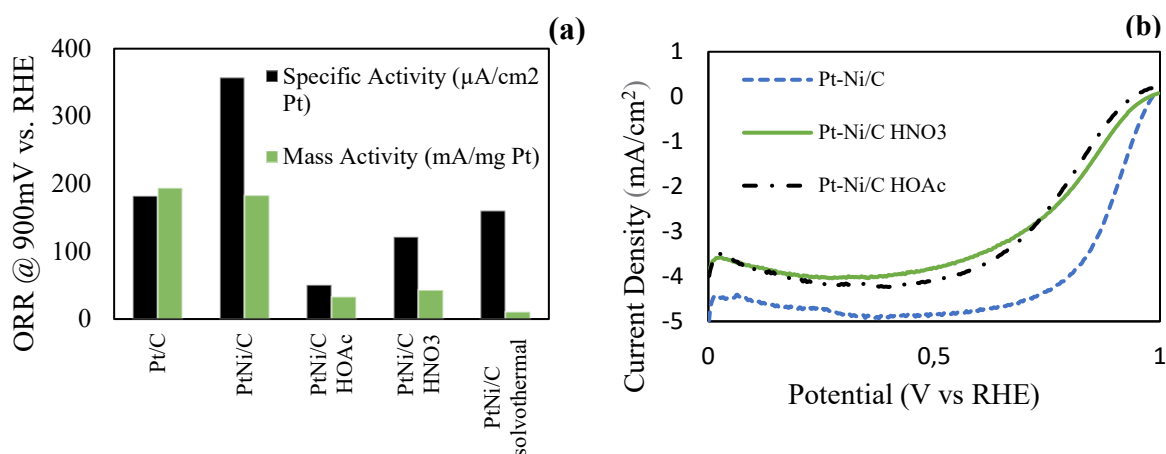 (a)
ORR @ 900mV vs. RHE
400
300
200
100
0
Specific Activity (µA/cm2
Pt)
Mass Activity (mA/mg Pt)
Pt/C
PtNi/C
PtNi/C
HOAc
PtNi/C
HNO3
PtNi/C
solvothermal
(b)
Current Density (mA/cm²)
1
0
-1
-2
-3
-4
-5
Pt-Ni/C
Pt-Ni/C HNO3
Pt-Ni/C HOAc
0
0,5
1
Potential (V vs RHE)